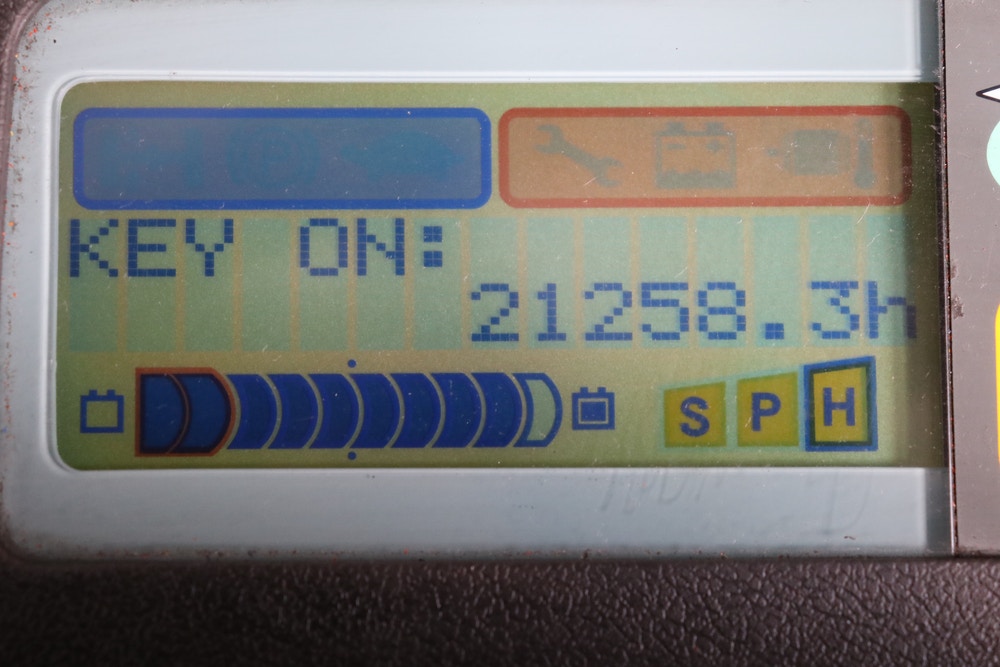 KEY ON:
21258.3h
S P H